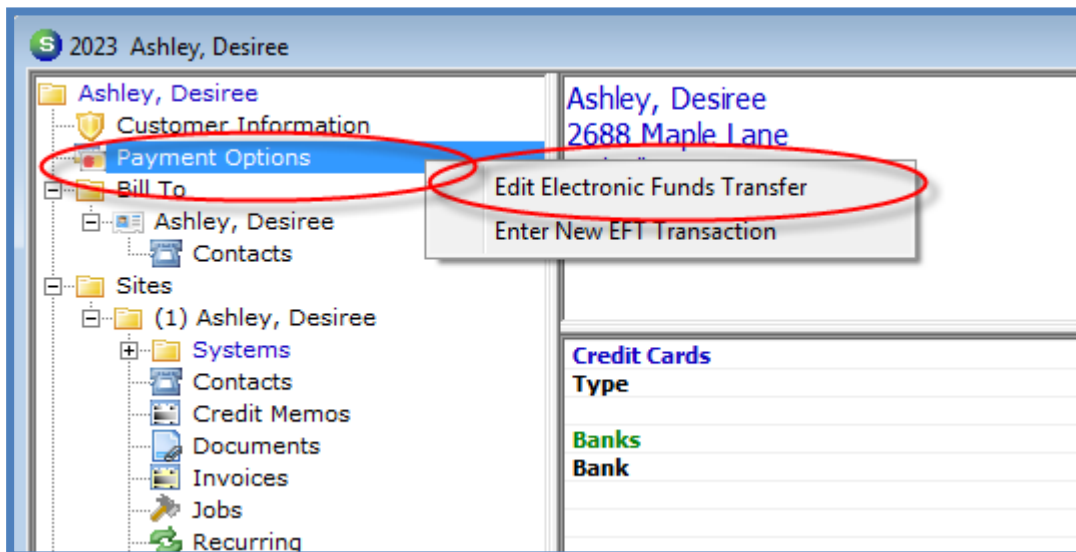 S 2023 Ashley, Desiree
Ashley, Desiree
Customer Information
Payment Options
Bill To
Ashley, Desiree
Contacts
Sites
(1) Ashley, Desiree
Systems
Contacts
Credit Memos
Documents
Invoices
Jobs
Recurring
Ashley, Desiree
2688 Maple Lane
Edit Electronic Funds Transfer
Enter New EFT Transaction
Credit Cards
Type
Banks
Bank